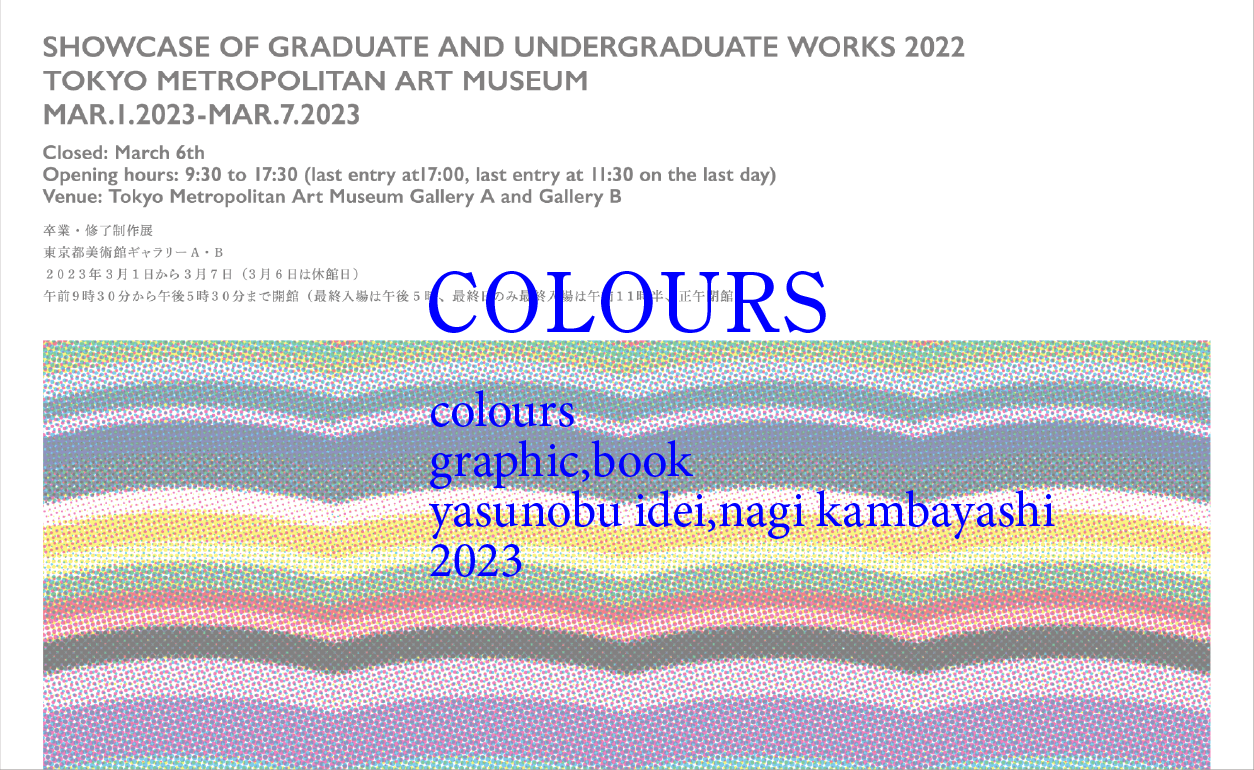 SHOWCASE OF GRADUATE AND UNDERGRADUATE WORKS 2022
TOKYO METROPOLITAN ART MUSEUM
MAR.1.2023-MAR.7.2023
Closed: March 6th
Opening hours: 9:30 to 17:30 (last entry at17:00, last entry at 11:30 on the last day)
Venue: Tokyo Metropolitan Art Museum Gallery A and Gallery B
卒業・修了制作展
東京都美術館ギャラリーA・B
2023年3月1日から3月7日（3月6日は休館日）
午前9時30分から午後5時30分まで開館（最終入場は午後5時、最終日のみ最終入場は午前11時半、正午閉館
COLOURS
colours
graphic,book
yasunobu idei,nagi kambayashi
2023